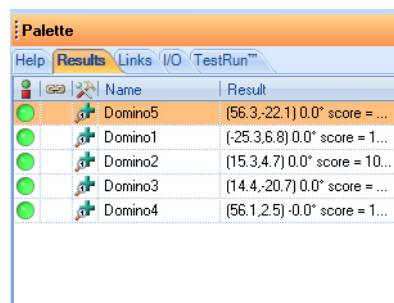 Palette
Help Results Links I/O TestRun™
Name Result
Domino5 (56.3,-22.1) 0.0° score = ...
Domino1 (-25.3,6.8) 0.0° score = 1...
Domino2 (15.3,4.7) 0.0° score = 10...
Domino3 (14.4,-20.7) 0.0° score = ...
Domino4 (56.1,2.5) -0.0° score = 1...